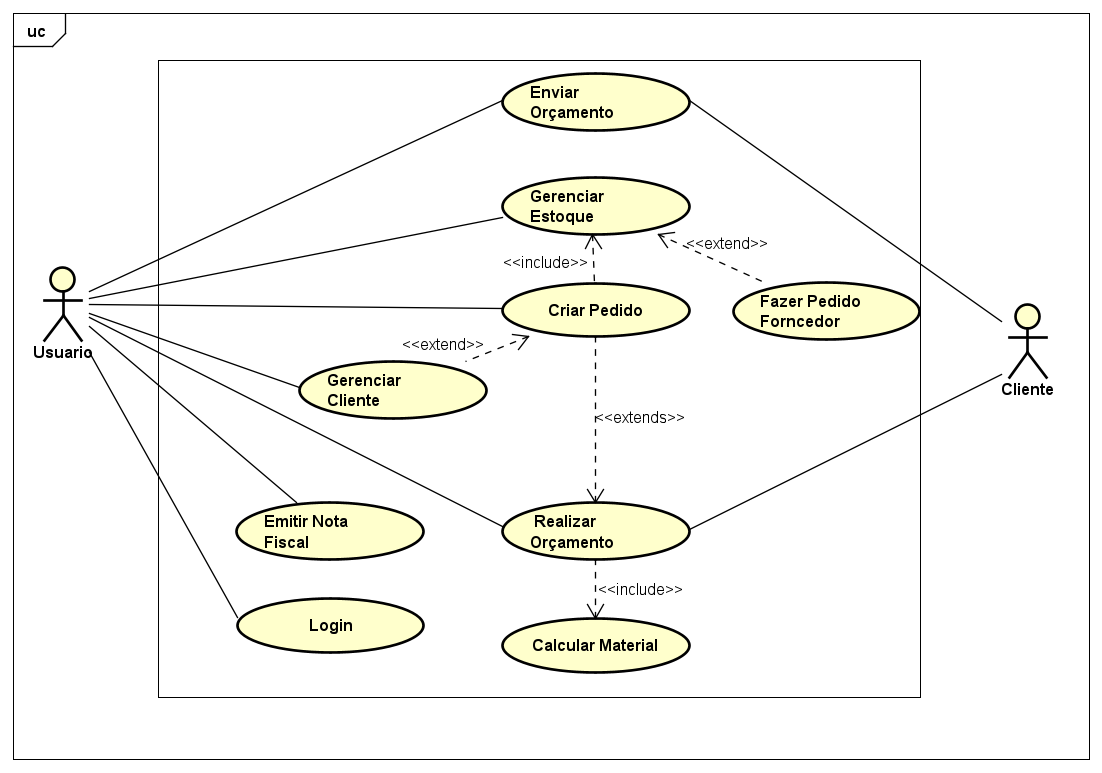 uc
Enviar
Orçamento
Gerenciar
Estoque
<<extend>>
<<include>>
Criar Pedido
Fazer Pedido
Forncedor
Usuario
<<extend>>
Gerenciar
Cliente
Cliente
<<extends>>
Emitir Nota
Fiscal
Realizar
Orçamento
<<include>>
Login
Calcular Material